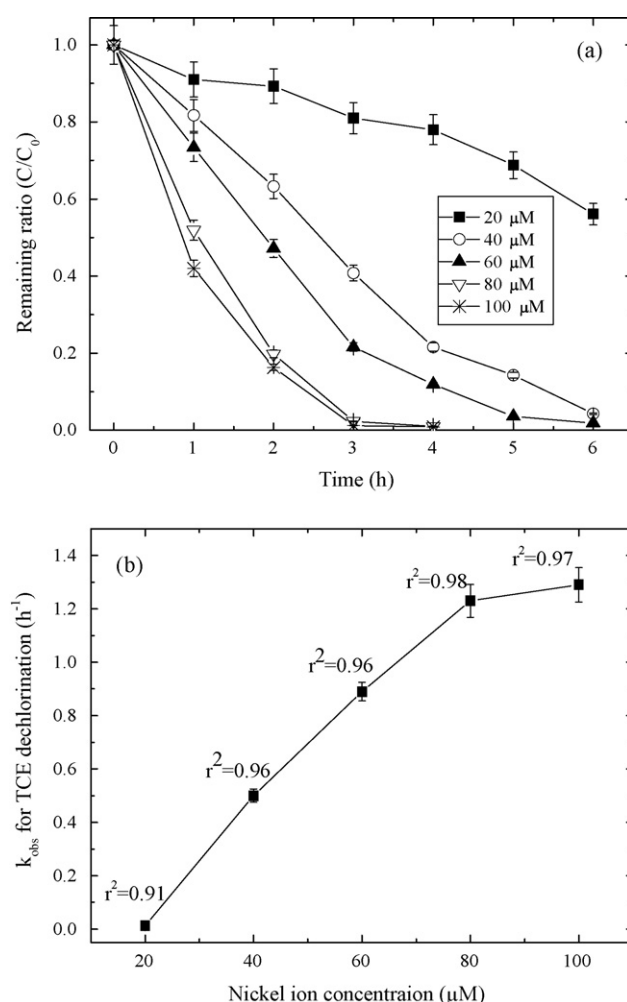 (a)
Remaining ratio (C/C₀)
1.0
0.8
0.6
0.4
0.2
0.0
20 μM
40 μM
60 μM
80 μM
100 μM
0 1 2 3 4 5 6
Time (h)
(b)
k_obs for TCE dechlorination (h⁻¹)
1.4
1.2
1.0
0.8
0.6
0.4
0.2
0.0
r²=0.91
r²=0.96
r²=0.96
r²=0.98
r²=0.97
20 40 60 80 100
Nickel ion concentraion (μM)